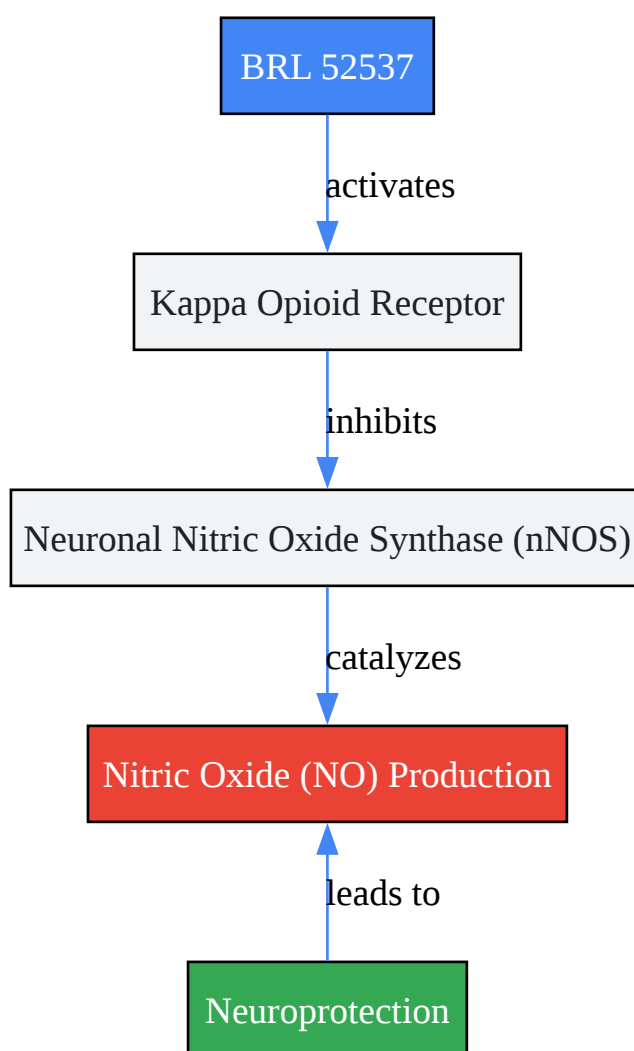 BRL 52537
activates
Kappa Opioid Receptor
inhibits
Neuronal Nitric Oxide Synthase (nNOS)
catalyzes
Nitric Oxide (NO) Production
leads to
Neuroprotection